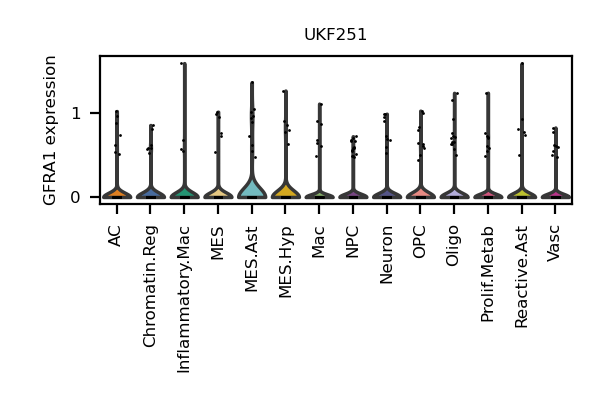 UKF251
GFRA1 expression
1
0
AC
Chromatin.Reg
Inflammatory.Mac
MES
MES.Ast
MES.Hyp
Mac
NPC
Neuron
OPC
Oligo
Prolif.Metab
Reactive.Ast
Vasc